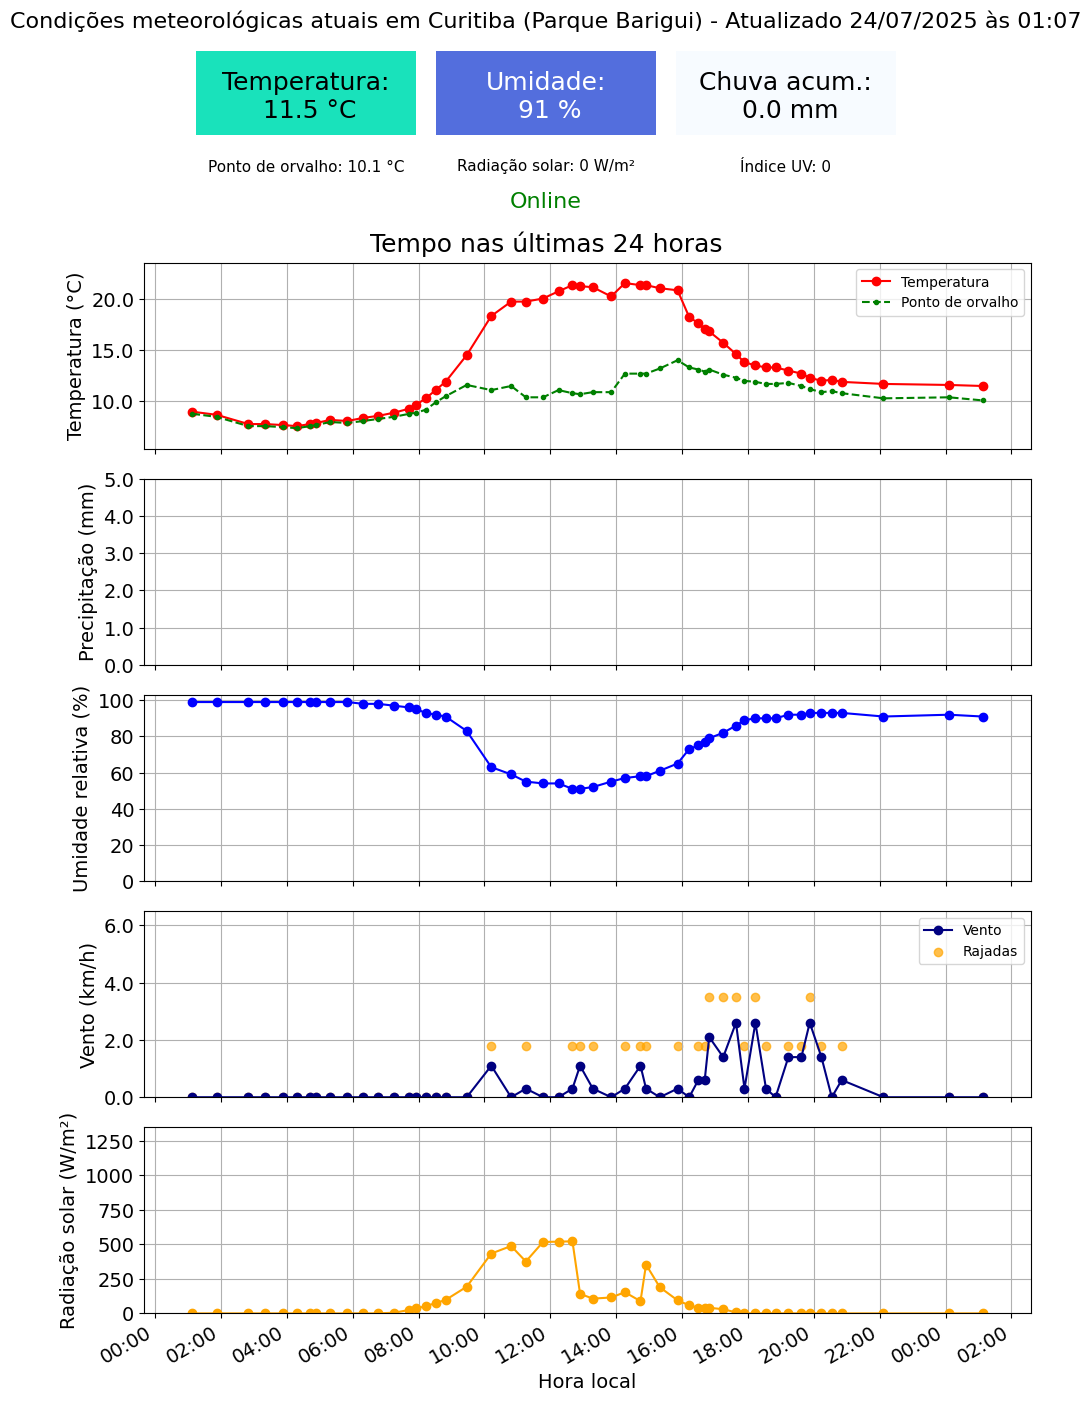 Condições meteorológicas atuais em Curitiba (Parque Barigui) - Atualizado 24/07/2025 às 01:07
Temperatura:
11.5 °C
Umidade:
91 %
Chuva acum.:
0.0 mm
Ponto de orvalho: 10.1 °C
Radiação solar: 0 W/m²
Índice UV: 0
Online
Tempo nas últimas 24 horas
Temperatura (°C)
20.0
15.0
10.0
Temperatura
Ponto de orvalho
Precipitação (mm)
5.0
4.0
3.0
2.0
1.0
0.0
Umidade relativa (%)
100
80
60
40
20
0
Vento (km/h)
6.0
4.0
2.0
0.0
Vento
Rajadas
Radiação solar (W/m²)
1250
1000
750
500
250
0
00:00
02:00
04:00
06:00
08:00
10:00
12:00
14:00
16:00
18:00
20:00
22:00
00:00
02:00
Hora local